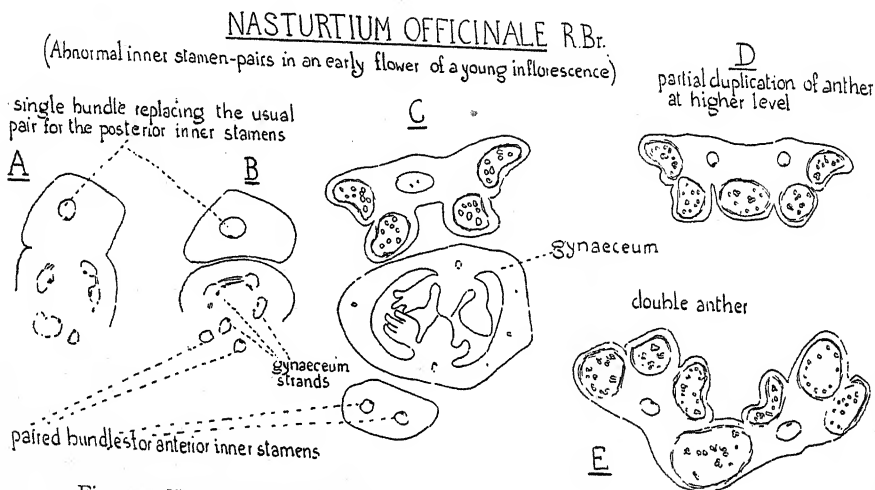 NASTURTIUM OFFICINALE R.Br.
(Abnormal inner stamen-pairs in an early flower of a young inflorescence)
single bundle replacing the usual
pair for the posterior inner stamens
A
B
C
D
partial duplication of anther
at higher level
gynaeceum
double anther
gynaeceum
strands
paired bundles for anterior inner stamens
E